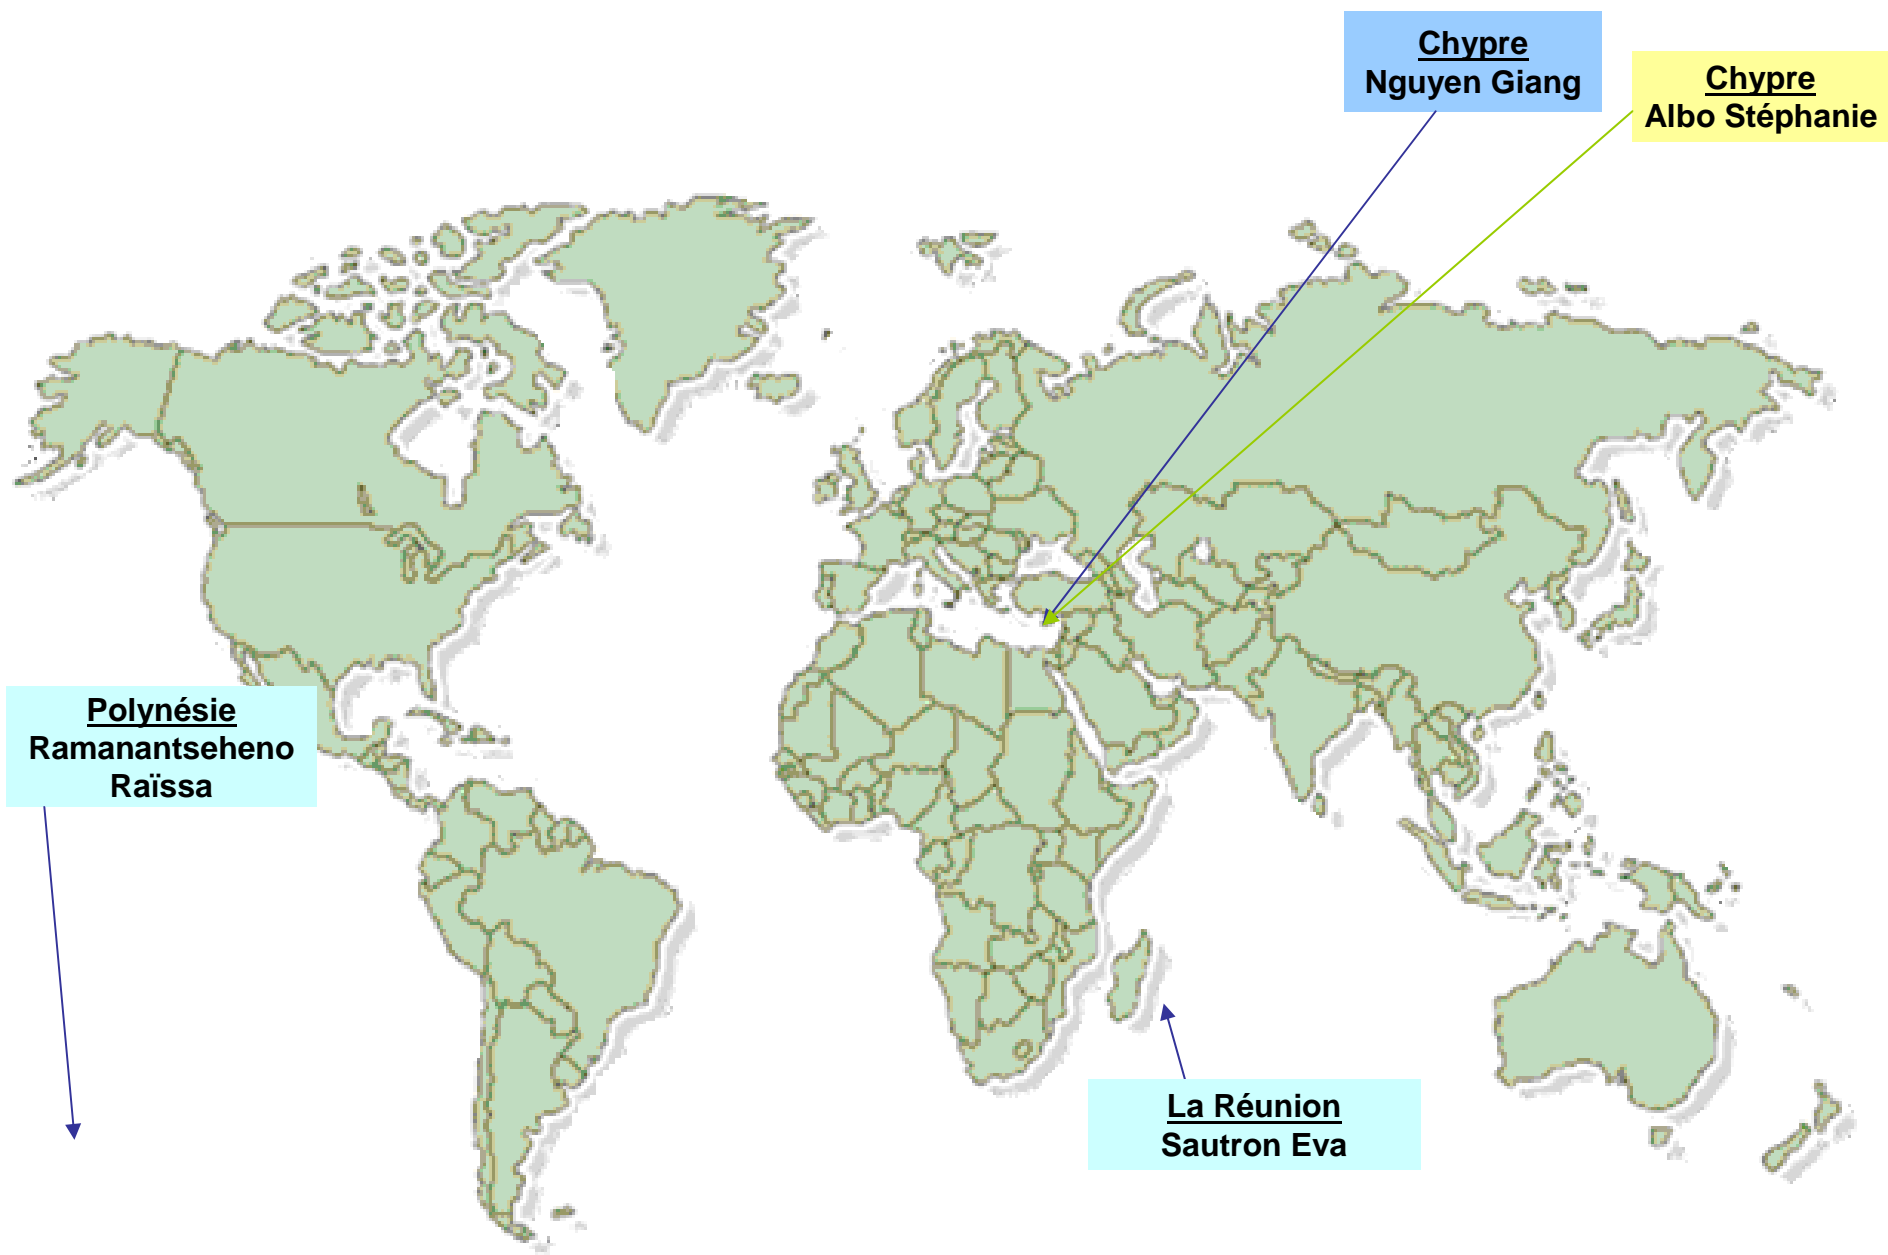 Chypre
Nguyen Giang
Chypre
Albo Stéphanie
Polynésie
Ramanantseheno
Raïssa
La Réunion
Sautron Eva